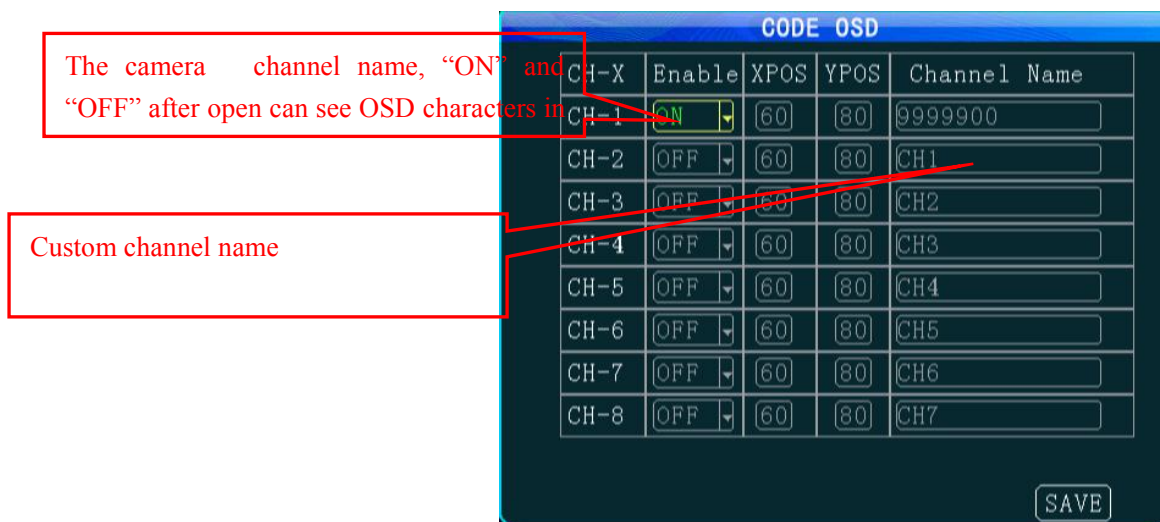 CODE OSD
The camera channel name, “ON” and
“OFF” after open can see OSD characters in
Custom channel name
CH-X Enable XPOS YPOS Channel Name
CH-1 ON 60 80 9999900
CH-2 OFF 60 80 CH1
CH-3 OFF 60 80 CH2
CH-4 OFF 60 80 CH3
CH-5 OFF 60 80 CH4
CH-6 OFF 60 80 CH5
CH-7 OFF 60 80 CH6
CH-8 OFF 60 80 CH7
SAVE